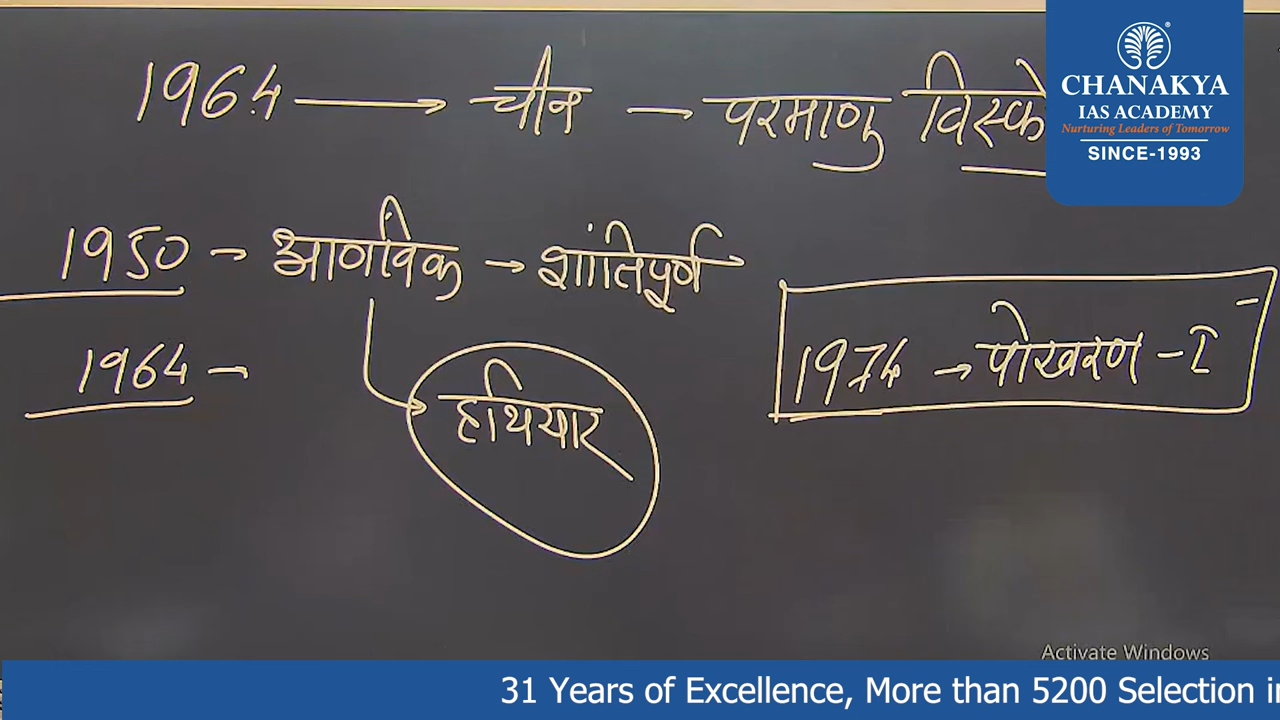 1964 → चीन → परमाणु विस्फो
CHANAKYA
IAS ACADEMY
Nurturing Leaders of Tomorrow
SINCE-1993
1950 → आणविक → शांतिपूर्ण
1974 → पोखरण - I
1964 →
हथियार
Activate Windows
31 Years of Excellence, More than 5200 Selection in